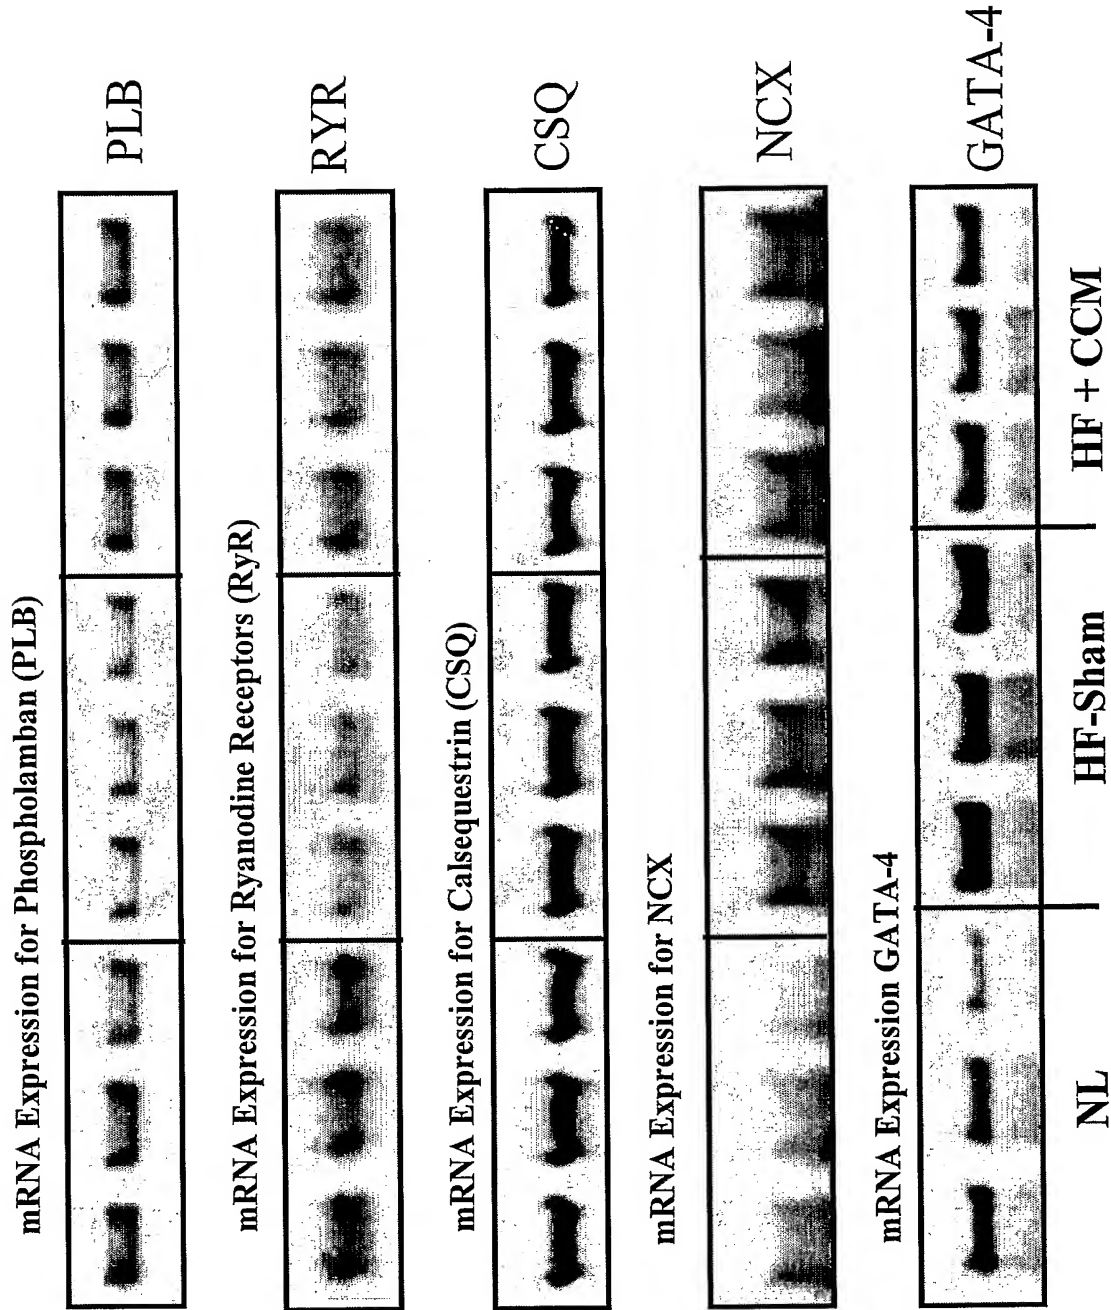 mRNA Expression for Phospholamban (PLB)
PLB
mRNA Expression for Ryanodine Receptors (RyR)
RYR
mRNA Expression for Calsequestrin (CSQ)
CSQ
mRNA Expression for NCX
NCX
mRNA Expression GATA-4
GATA-4
NL
HF-Sham
HF + CCM